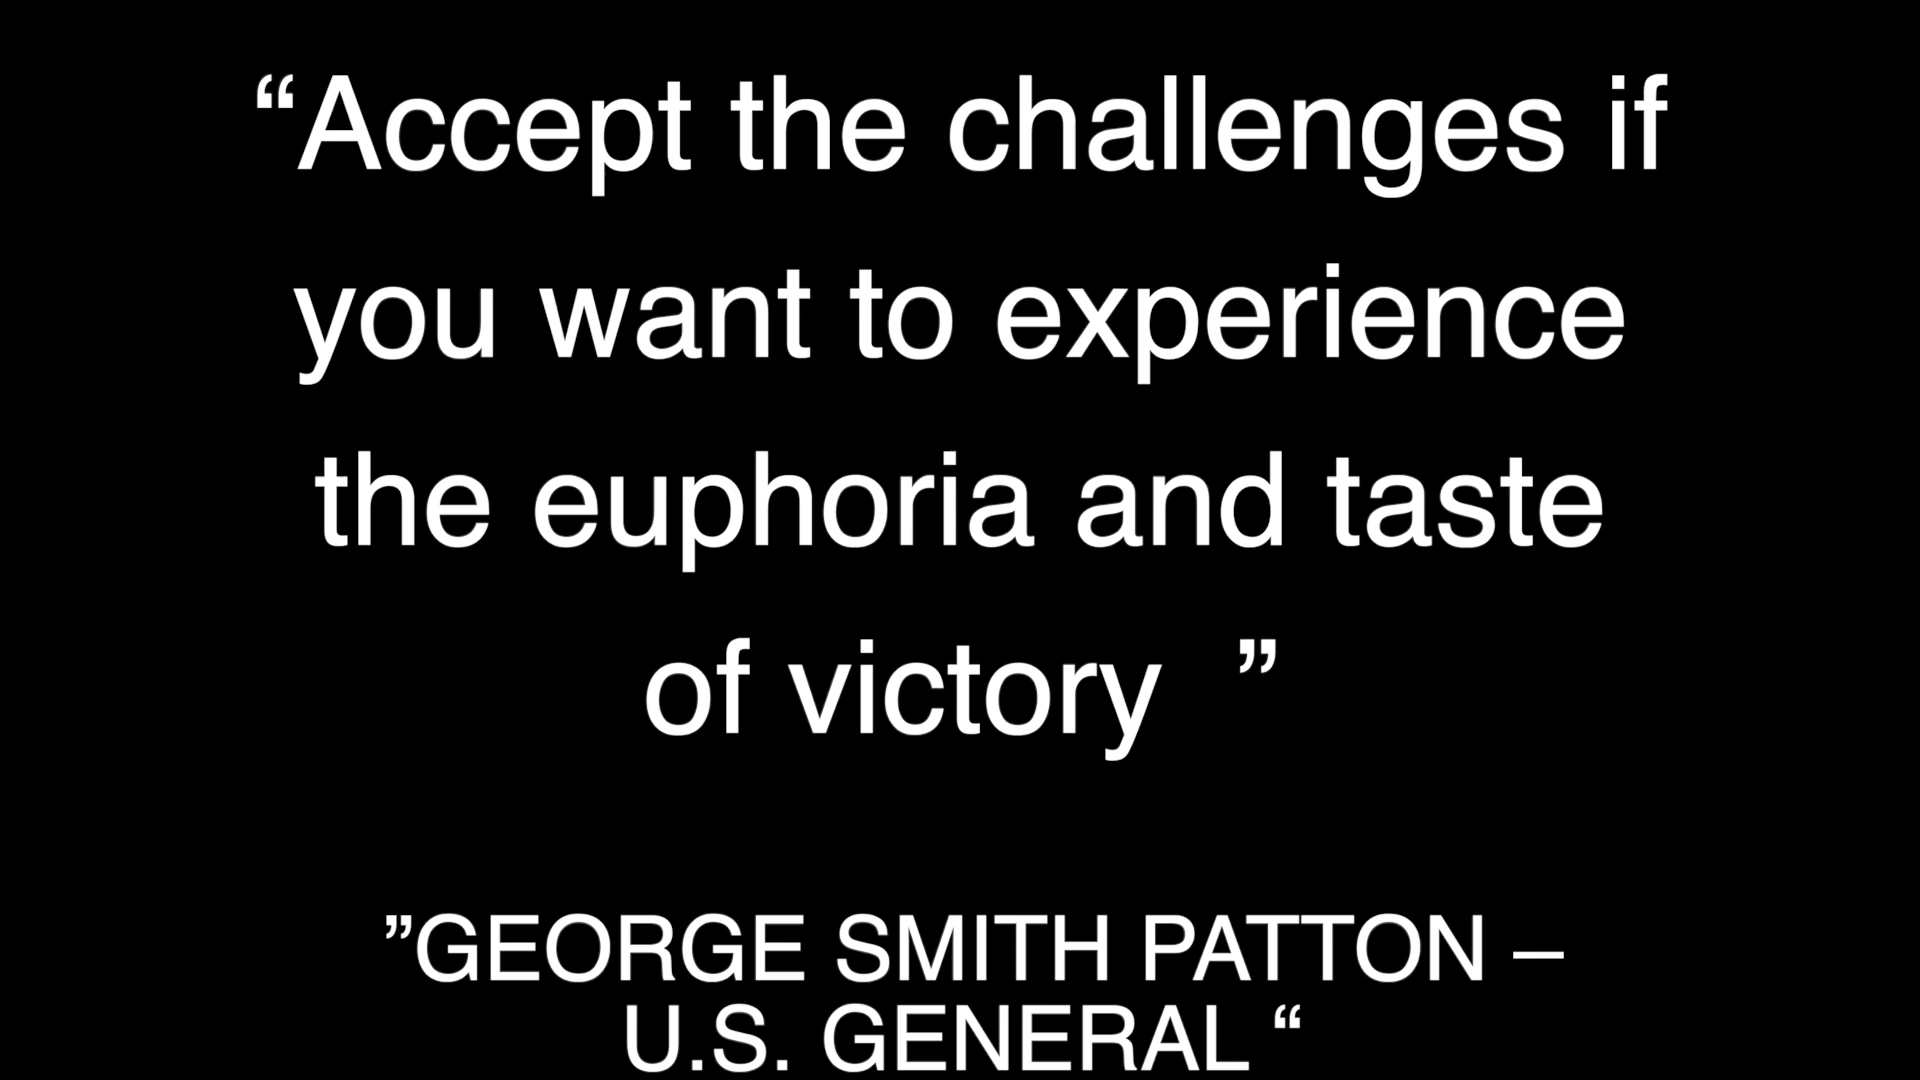 “Accept the challenges if
you want to experience
the euphoria and taste
of victory  ”
”GEORGE SMITH PATTON –
U.S. GENERAL “